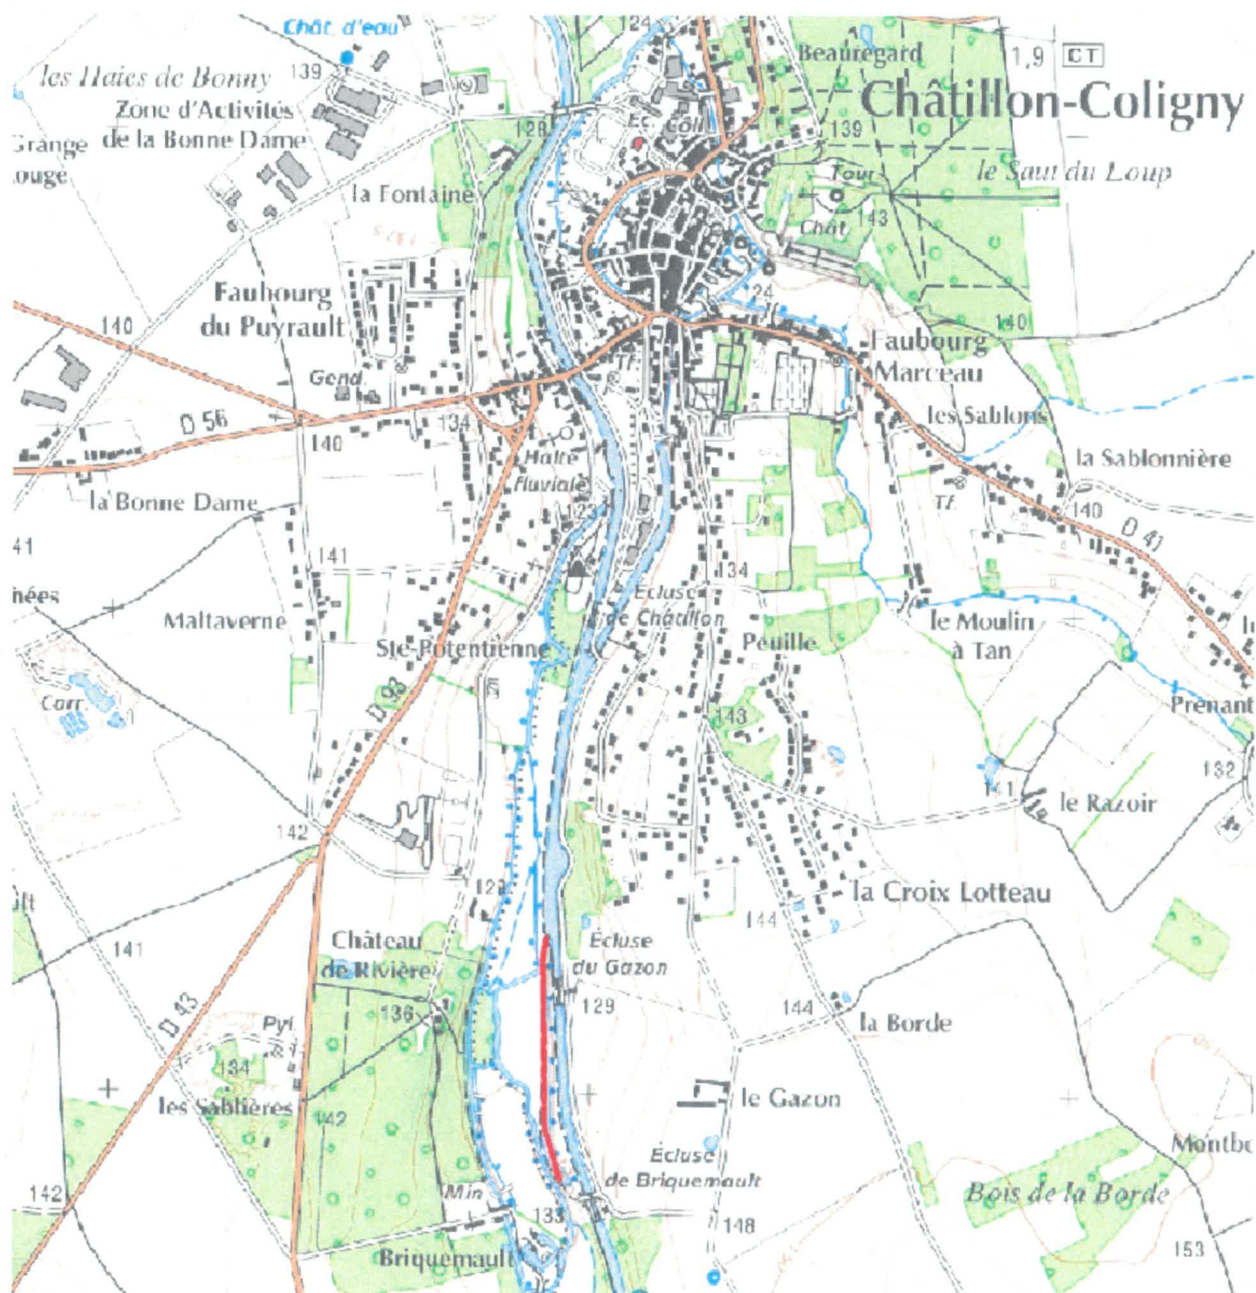 Chât. d'eau
124
Beauregard
1,9 CT
les Haies de Bonny
139
Châtillon-Coligny
Zone d'Activités
de la Bonne Dame
128
Coll.
139
la Fontaine
Tour
le Saut du Loup
143
Chât.
Faubourg
du Puyrault
24
140
140
Tf.
Faubourg
Marceau
Gend.
D 56
134
140
les Sablons
Halte
fluviale
la Sablonnière
la Bonne Dame
123
Tf.
140
D 41
41
141
134
Écluse
de Châtillon
Maltaverne
le Moulin
à Tan
Ste-Potentienne
Peuille
Carr.
D 93
143
Prenant
132
141
le Razoir
142
129
la Croix Lotteau
144
141
Château
de Rivière
Écluse
du Gazon
136
129
144
la Borde
D 43
Pyl.
134
les Sablières
142
le Gazon
Écluse
de Briquemault
142
Min
Bois de la Borde
133
148
Briquemault
153